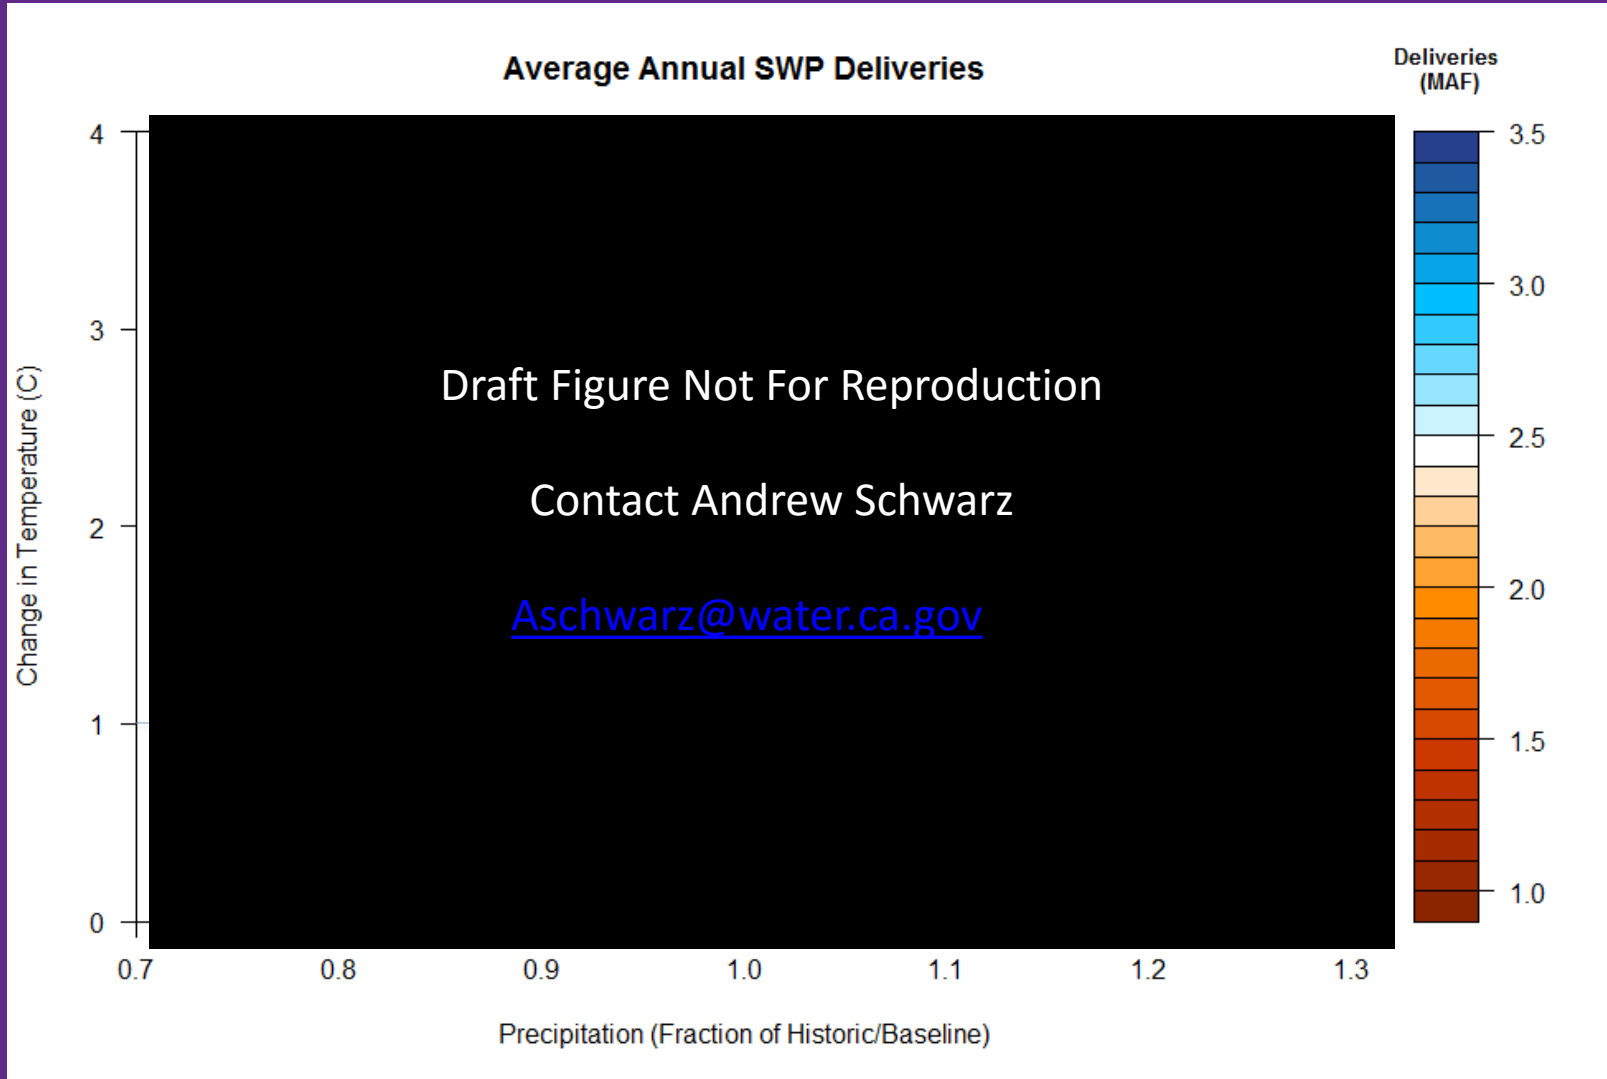 Average Annual SWP Deliveries
Deliveries
(MAF)
4
3
2
1
0
Change in Temperature (C)
Draft Figure Not For Reproduction
Contact Andrew Schwarz
Aschwarz@water.ca.gov
3.5
3.0
2.5
2.0
1.5
1.0
0.7 0.8 0.9 1.0 1.1 1.2 1.3
Precipitation (Fraction of Historic/Baseline)